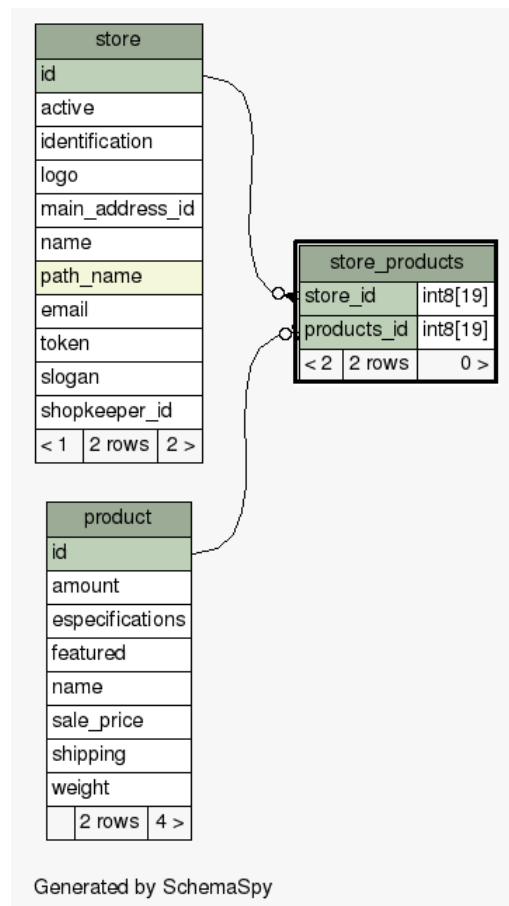 store
id
active
identification
logo
main_address_id
name
path_name
email
token
slogan
shopkeeper_id
< 1 2 rows 2 >
store_products
store_id int8[19]
products_id int8[19]
< 2 2 rows 0 >
product
id
amount
especifications
featured
name
sale_price
shipping
weight
2 rows 4 >
Generated by SchemaSpy